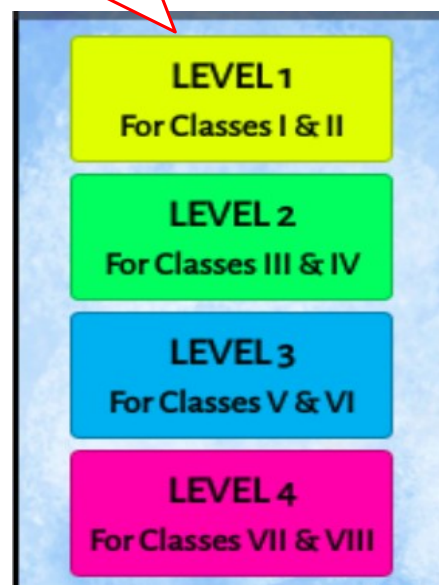 LEVEL 1
For Classes I & II
LEVEL 2
For Classes III & IV
LEVEL 3
For Classes V & VI
LEVEL 4
For Classes VII & VIII